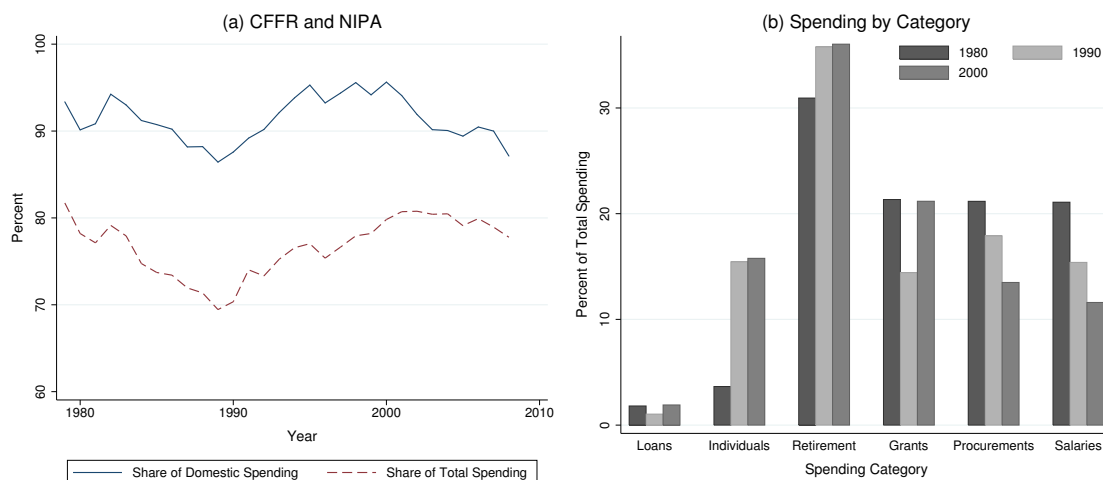 (a) CFFR and NIPA
100
90
80
70
60
Percent
1980
1990
2000
2010
Year
Share of Domestic Spending
Share of Total Spending
(b) Spending by Category
1980
1990
2000
30
20
10
0
Percent of Total Spending
Loans
Individuals
Retirement
Grants
Procurements
Salaries
Spending Category